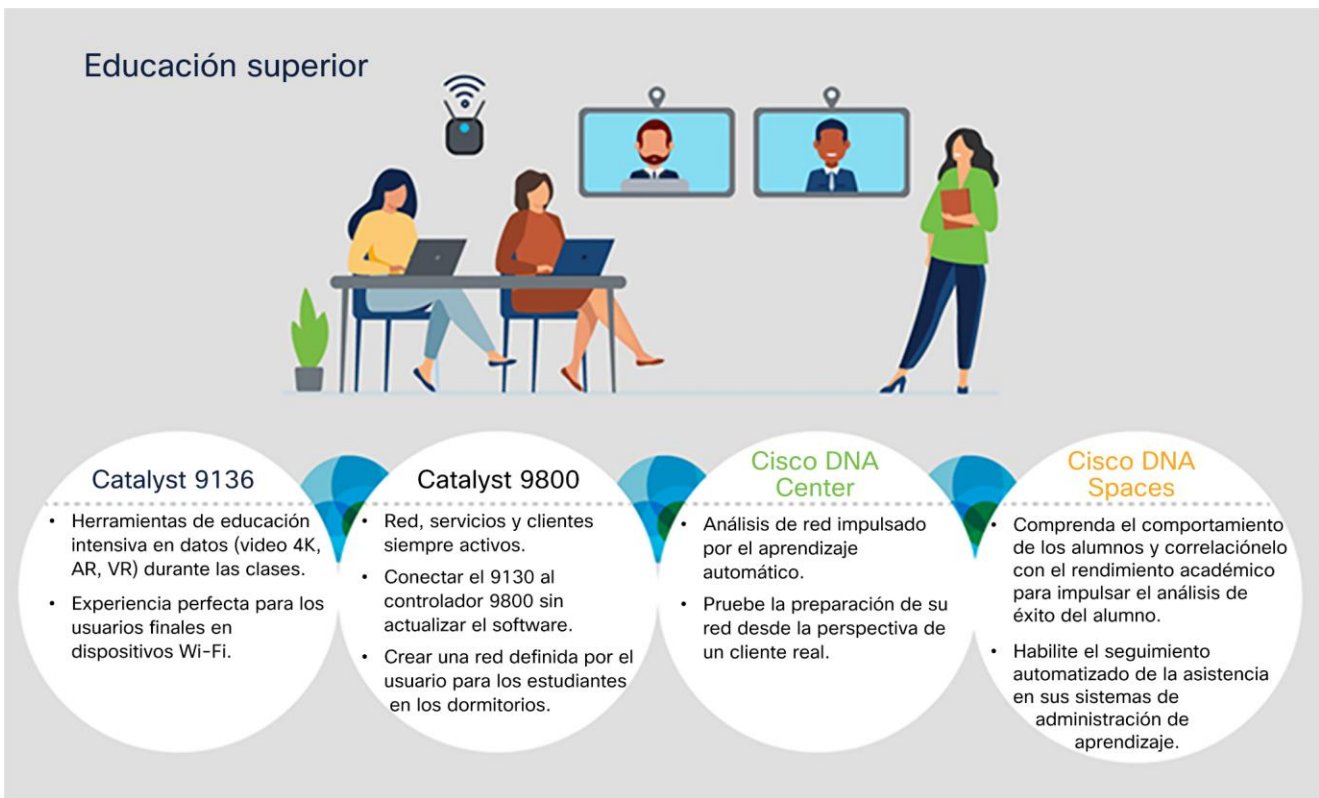 Educación superior
Catalyst 9136
• Herramientas de educación
intensiva en datos (video 4K,
AR, VR) durante las clases.
• Experiencia perfecta para los
usuarios finales en
dispositivos Wi-Fi.
Catalyst 9800
• Red, servicios y clientes
siempre activos.
• Conectar el 9130 al
controlador 9800 sin
actualizar el software.
• Crear una red definida por el
usuario para los estudiantes
en los dormitorios.
Cisco DNA
Center
• Análisis de red impulsado
por el aprendizaje
automático.
• Pruebe la preparación de su
red desde la perspectiva de
un cliente real.
Cisco DNA
Spaces
• Comprenda el comportamiento
de los alumnos y correlaciónelo
con el rendimiento académico
para impulsar el análisis de
éxito del alumno.
• Habilite el seguimiento
automatizado de la asistencia
en sus sistemas de
administración de
aprendizaje.